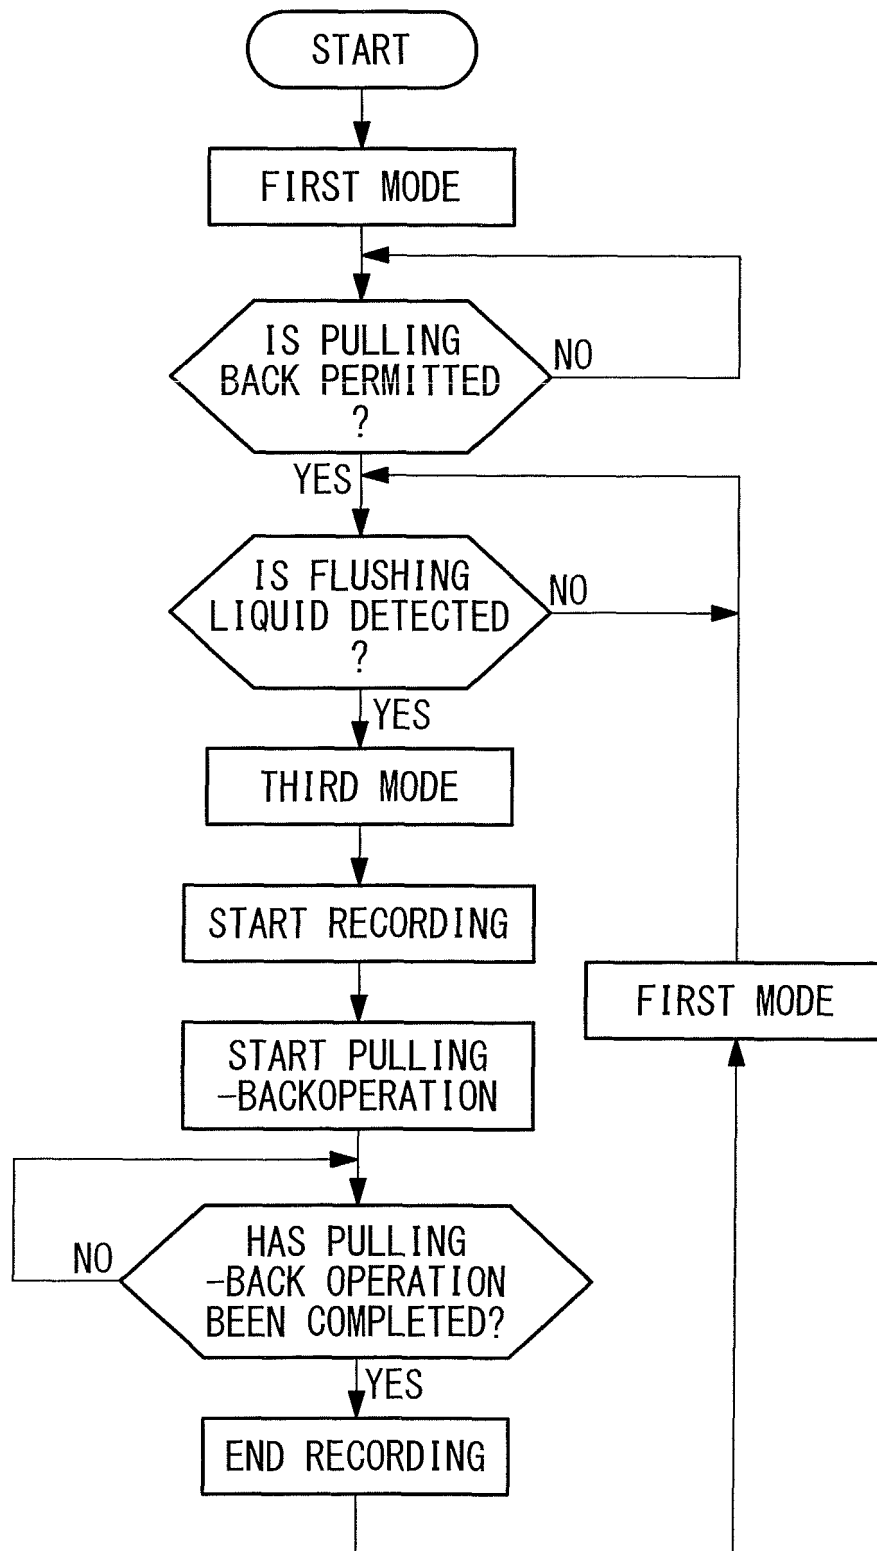 START
FIRST MODE
IS PULLING
BACK PERMITTED
?
NO
YES
IS FLUSHING
LIQUID DETECTED
?
NO
YES
THIRD MODE
START RECORDING
FIRST MODE
START PULLING
-BACKOPERATION
HAS PULLING
-BACK OPERATION
BEEN COMPLETED?
NO
YES
END RECORDING